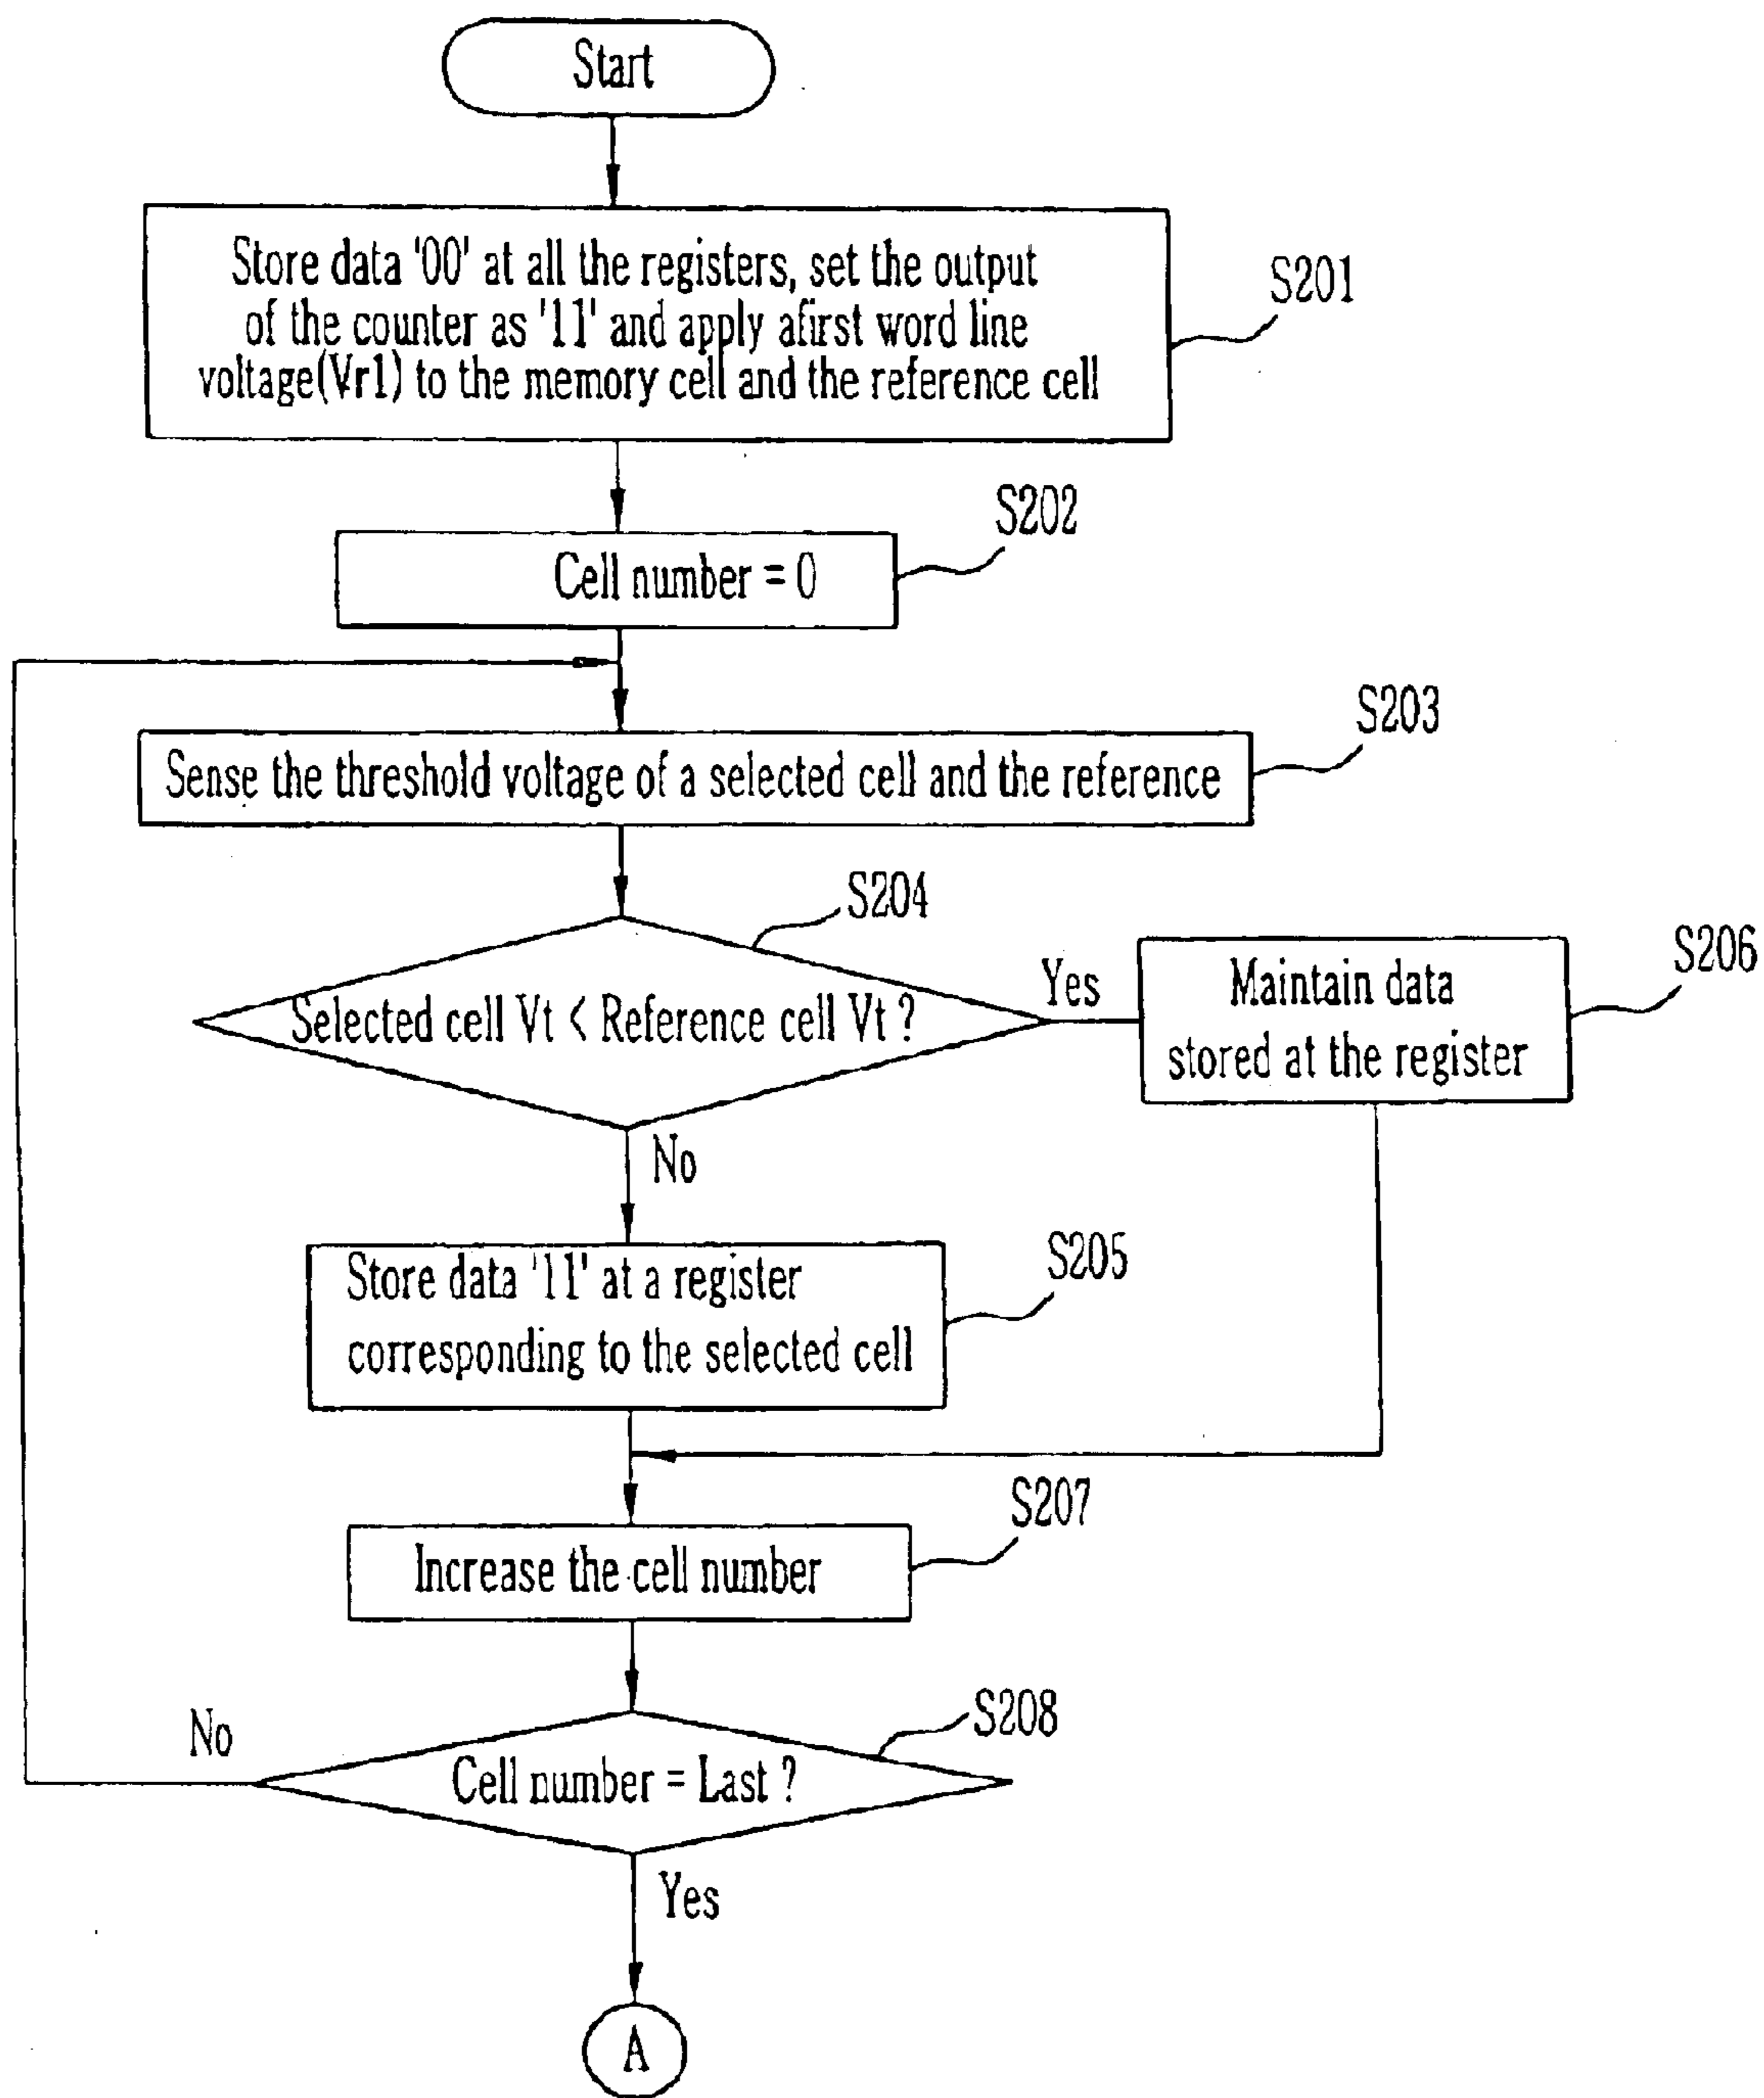 Start
Store data '00' at all the registers, set the output
of the counter as '11' and apply afirst word line
voltage(Vr1) to the memory cell and the reference cell
S201
Cell number = 0
S202
Sense the threshold voltage of a selected cell and the reference
S203
Selected cell Vt < Reference cell Vt ?
S204
Yes
Maintain data
stored at the register
S206
No
Store data '11' at a register
corresponding to the selected cell
S205
Increase the cell number
S207
Cell number = Last ?
S208
No
Yes
A